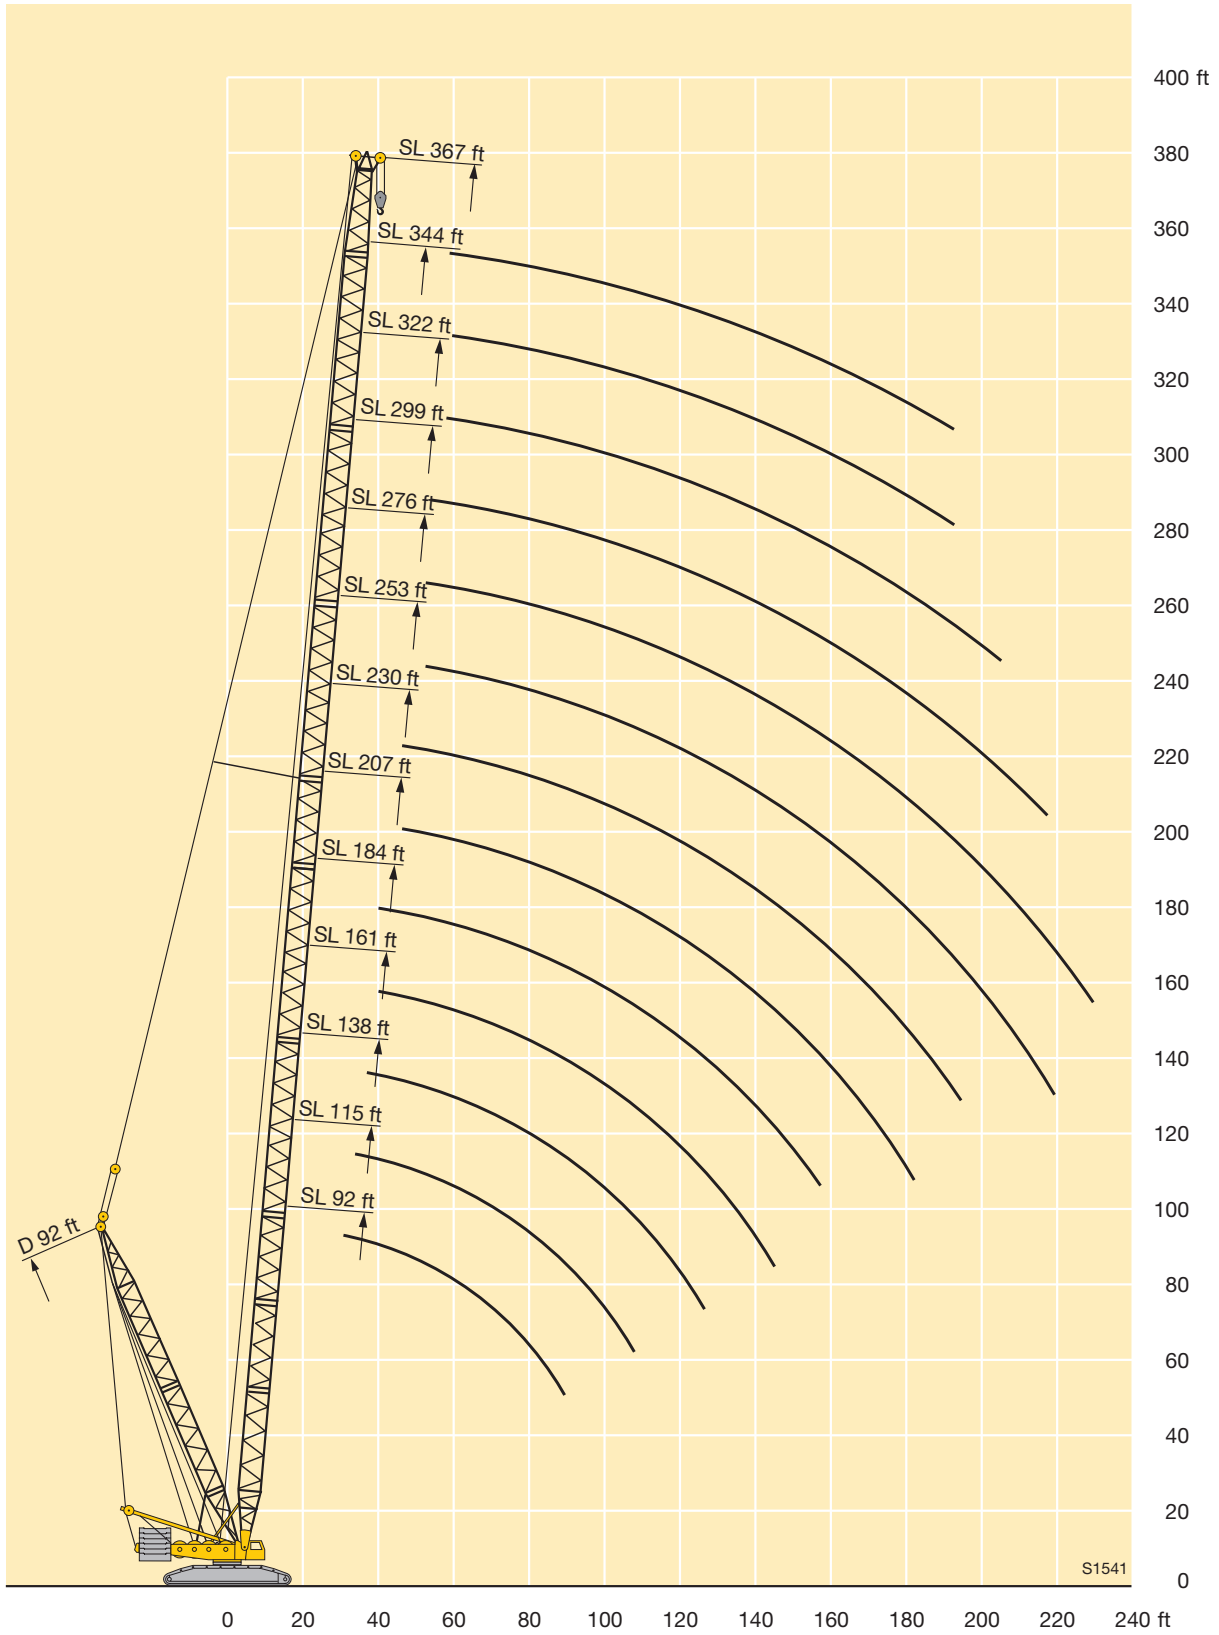 400 ft
SL 367 ft
380
SL 344 ft
360
340
SL 322 ft
320
SL 299 ft
300
SL 276 ft
280
SL 253 ft
260
SL 230 ft
240
220
SL 207 ft
200
SL 184 ft
180
SL 161 ft
160
SL 138 ft
140
SL 115 ft
120
SL 92 ft
100
D 92 ft
80
60
40
20
S1541
0
0 20 40 60 80 100 120 140 160 180 200 220 240 ft